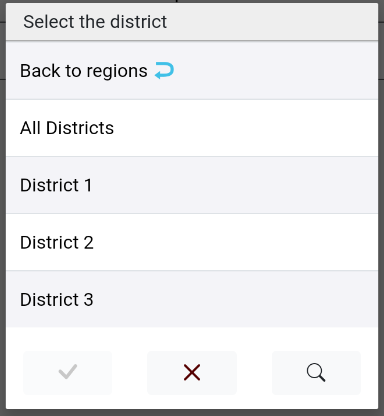 Select the district
Back to regions
All Districts
District 1
District 2
District 3